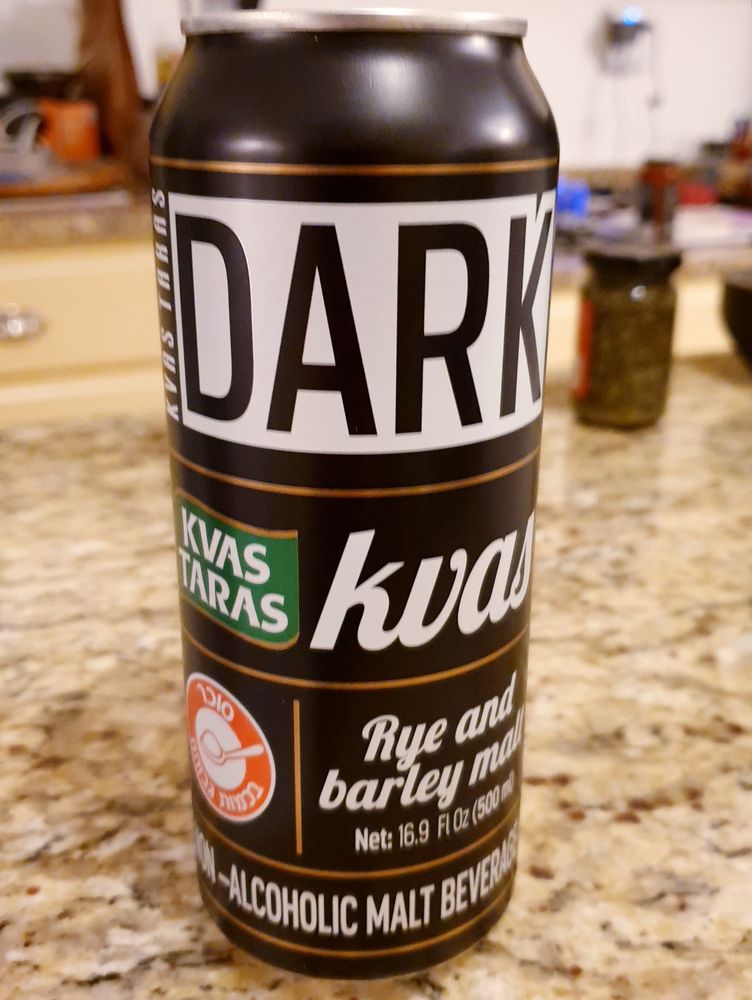 KVAS TARAS
DARK
KVAS
TARAS
kvas
Rye and
barley malt
Net: 16.9 Fl Oz (500 ml)
NON-ALCOHOLIC MALT BEVERAGE